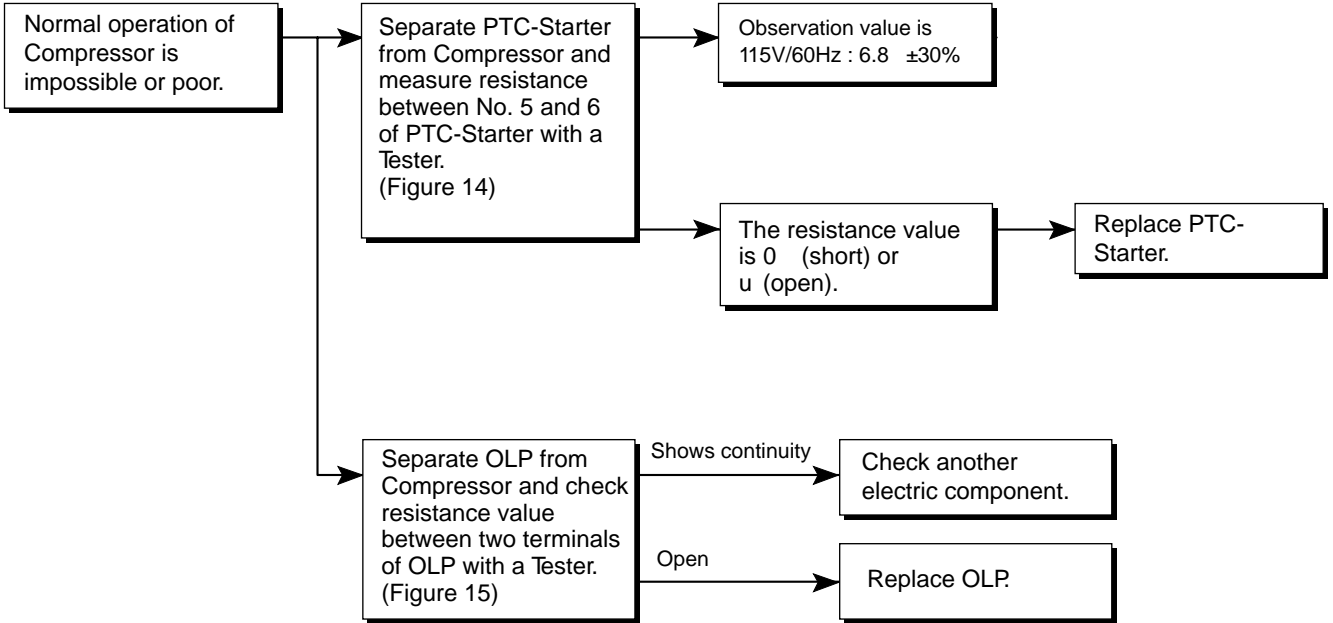 Normal operation of
Compressor is
impossible or poor.
Separate PTC-Starter
from Compressor and
measure resistance
between No. 5 and 6
of PTC-Starter with a
Tester.
(Figure 14)
Observation value is
115V/60Hz : 6.8 ±30%
The resistance value
is 0 (short) or
u (open).
Replace PTC-
Starter.
Separate OLP from
Compressor and check
resistance value
between two terminals
of OLP with a Tester.
(Figure 15)
Shows continuity
Check another
electric component.
Open
Replace OLP.